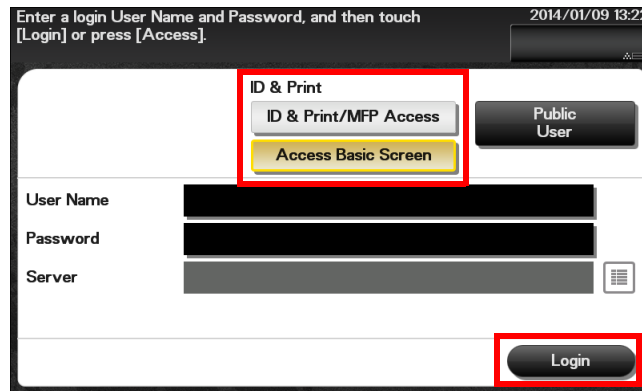 Enter a login User Name and Password, and then touch
[Login] or press [Access].
2014/01/09 13:22
ID & Print
ID & Print/MFP Access
Access Basic Screen
Public
User
User Name
Password
Server
Login